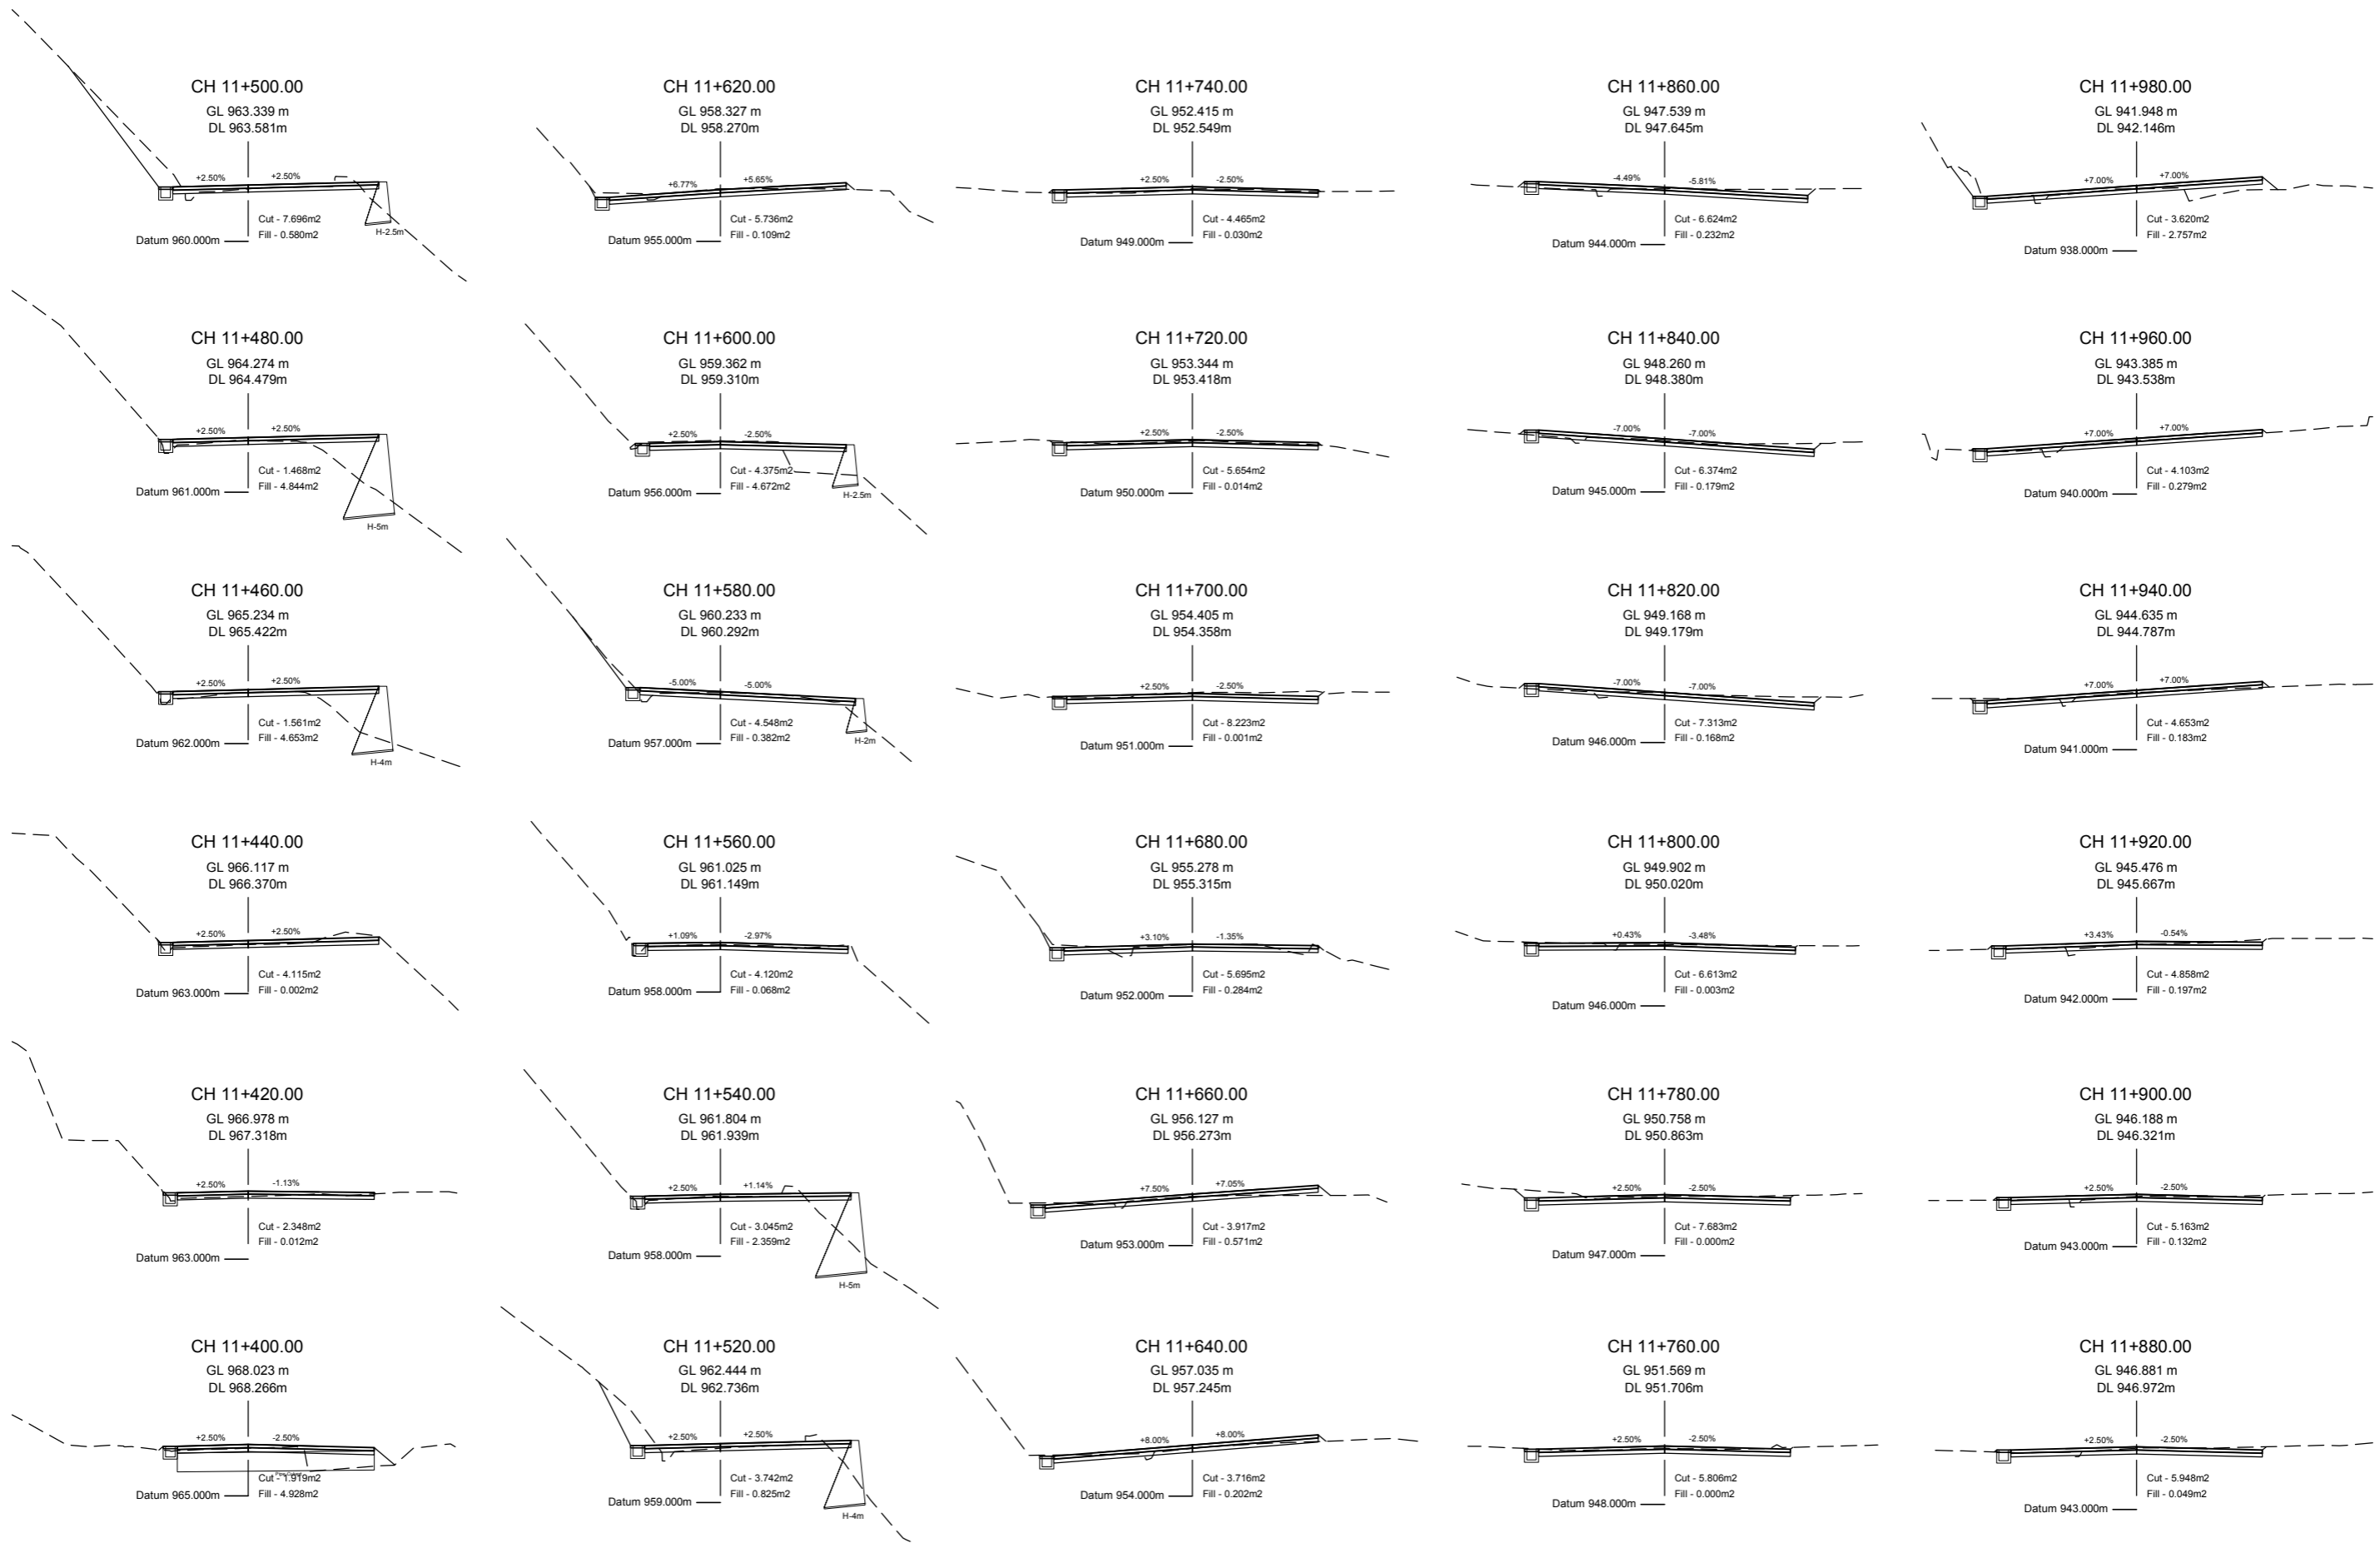 CH 11+500.00
GL 963.339 m
DL 963.581m
+2.50%
+2.50%
Cut - 7.696m2
Fill - 0.580m2
Datum 960.000m
H-2.5m
CH 11+620.00
GL 958.327 m
DL 958.270m
+6.77%
+5.65%
Cut - 5.736m2
Fill - 0.109m2
Datum 955.000m
CH 11+740.00
GL 952.415 m
DL 952.549m
+2.50%
-2.50%
Cut - 4.465m2
Fill - 0.030m2
Datum 949.000m
CH 11+860.00
GL 947.539 m
DL 947.645m
-4.49%
-5.81%
Cut - 6.624m2
Fill - 0.232m2
Datum 944.000m
CH 11+980.00
GL 941.948 m
DL 942.146m
+7.00%
+7.00%
Cut - 3.620m2
Fill - 2.757m2
Datum 938.000m
CH 11+480.00
GL 964.274 m
DL 964.479m
+2.50%
+2.50%
Cut - 1.468m2
Fill - 4.844m2
Datum 961.000m
H-5m
CH 11+600.00
GL 959.362 m
DL 959.310m
+2.50%
-2.50%
Cut - 4.375m2
Fill - 4.672m2
Datum 956.000m
H-2.5m
CH 11+720.00
GL 953.344 m
DL 953.418m
+2.50%
-2.50%
Cut - 5.654m2
Fill - 0.014m2
Datum 950.000m
CH 11+840.00
GL 948.260 m
DL 948.380m
-7.00%
-7.00%
Cut - 6.374m2
Fill - 0.179m2
Datum 945.000m
CH 11+960.00
GL 943.385 m
DL 943.538m
+7.00%
+7.00%
Cut - 4.103m2
Fill - 0.279m2
Datum 940.000m
CH 11+460.00
GL 965.234 m
DL 965.422m
+2.50%
+2.50%
Cut - 1.561m2
Fill - 4.653m2
Datum 962.000m
H-4m
CH 11+580.00
GL 960.233 m
DL 960.292m
-5.00%
-5.00%
Cut - 4.548m2
Fill - 0.382m2
Datum 957.000m
H-2m
CH 11+700.00
GL 954.405 m
DL 954.358m
+2.50%
-2.50%
Cut - 8.223m2
Fill - 0.001m2
Datum 951.000m
CH 11+820.00
GL 949.168 m
DL 949.179m
-7.00%
-7.00%
Cut - 7.313m2
Fill - 0.168m2
Datum 946.000m
CH 11+940.00
GL 944.635 m
DL 944.787m
+7.00%
+7.00%
Cut - 4.653m2
Fill - 0.183m2
Datum 941.000m
CH 11+440.00
GL 966.117 m
DL 966.370m
+2.50%
+2.50%
Cut - 4.115m2
Fill - 0.002m2
Datum 963.000m
CH 11+560.00
GL 961.025 m
DL 961.149m
+1.09%
-2.97%
Cut - 4.120m2
Fill - 0.068m2
Datum 958.000m
CH 11+680.00
GL 955.278 m
DL 955.315m
+3.10%
-1.35%
Cut - 5.695m2
Fill - 0.284m2
Datum 952.000m
CH 11+800.00
GL 949.902 m
DL 950.020m
+0.43%
-3.48%
Cut - 6.613m2
Fill - 0.003m2
Datum 946.000m
CH 11+920.00
GL 945.476 m
DL 945.667m
+3.43%
-0.54%
Cut - 4.858m2
Fill - 0.197m2
Datum 942.000m
CH 11+420.00
GL 966.978 m
DL 967.318m
+2.50%
-1.13%
Cut - 2.348m2
Fill - 0.012m2
Datum 963.000m
CH 11+540.00
GL 961.804 m
DL 961.939m
+2.50%
+1.14%
Cut - 3.045m2
Fill - 2.359m2
Datum 958.000m
H-5m
CH 11+660.00
GL 956.127 m
DL 956.273m
+7.50%
+7.05%
Cut - 3.917m2
Fill - 0.571m2
Datum 953.000m
CH 11+780.00
GL 950.758 m
DL 950.863m
+2.50%
-2.50%
Cut - 7.683m2
Fill - 0.000m2
Datum 947.000m
CH 11+900.00
GL 946.188 m
DL 946.321m
+2.50%
-2.50%
Cut - 5.163m2
Fill - 0.132m2
Datum 943.000m
CH 11+400.00
GL 968.023 m
DL 968.266m
+2.50%
-2.50%
Cut - 1.919m2
Fill - 4.928m2
Datum 965.000m
CH 11+520.00
GL 962.444 m
DL 962.736m
+2.50%
+2.50%
Cut - 3.742m2
Fill - 0.825m2
Datum 959.000m
H-4m
CH 11+640.00
GL 957.035 m
DL 957.245m
+8.00%
+8.00%
Cut - 3.716m2
Fill - 0.202m2
Datum 954.000m
CH 11+760.00
GL 951.569 m
DL 951.706m
+2.50%
-2.50%
Cut - 5.806m2
Fill - 0.000m2
Datum 948.000m
CH 11+880.00
GL 946.881 m
DL 946.972m
+2.50%
-2.50%
Cut - 5.948m2
Fill - 0.049m2
Datum 943.000m